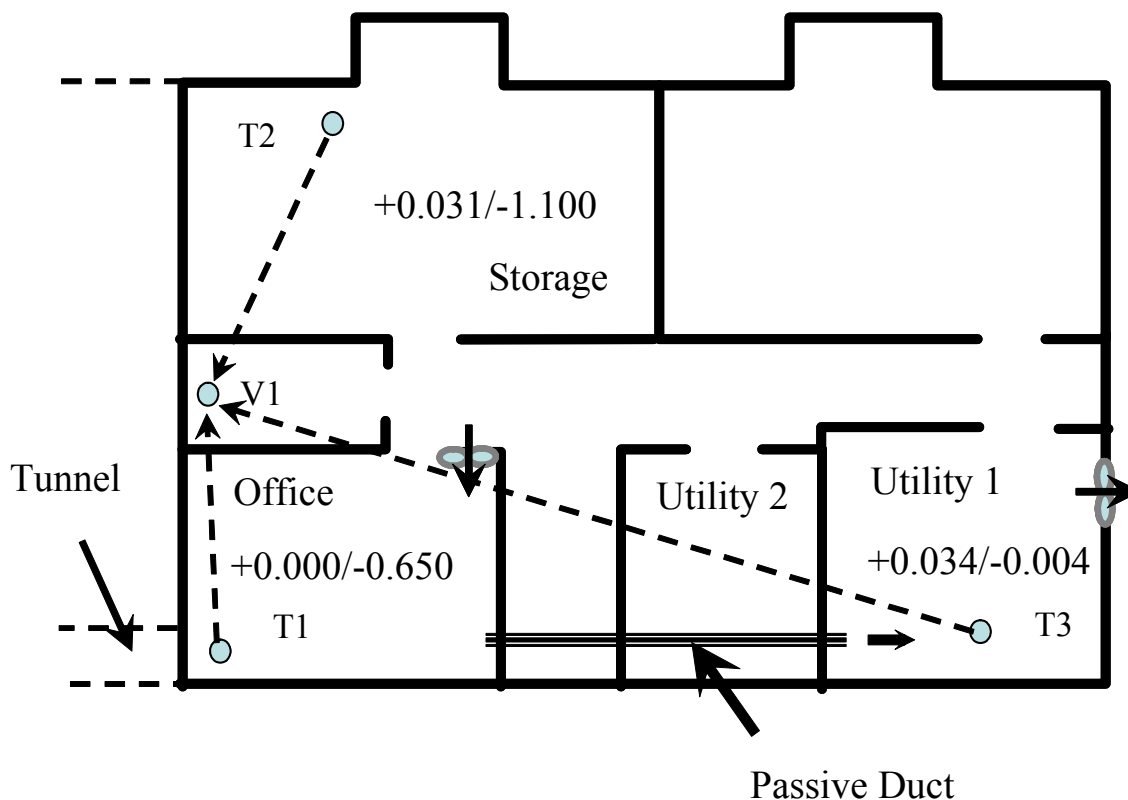 T2
+0.031/-1.100
Storage
V1
Tunnel
Office
Utility 2
Utility 1
+0.000/-0.650
+0.034/-0.004
T1
T3
Passive Duct